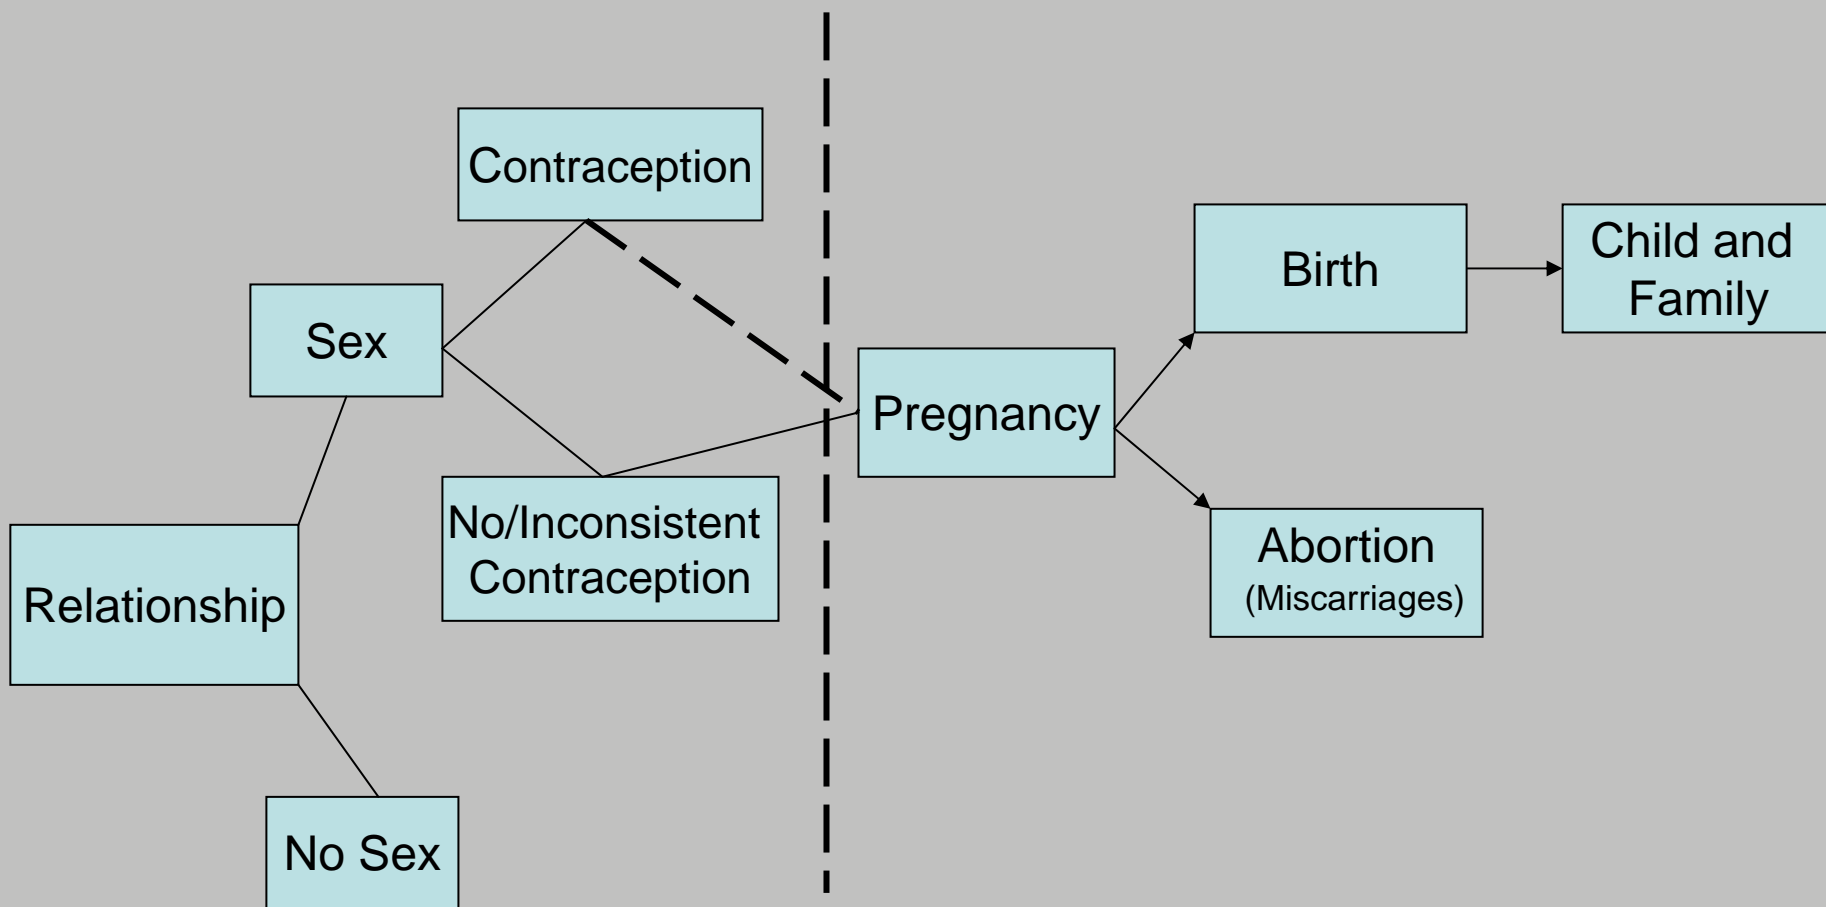 Contraception
Child and
Family
Birth
Sex
Pregnancy
No/Inconsistent
Contraception
Abortion
(Miscarriages)
Relationship
No Sex